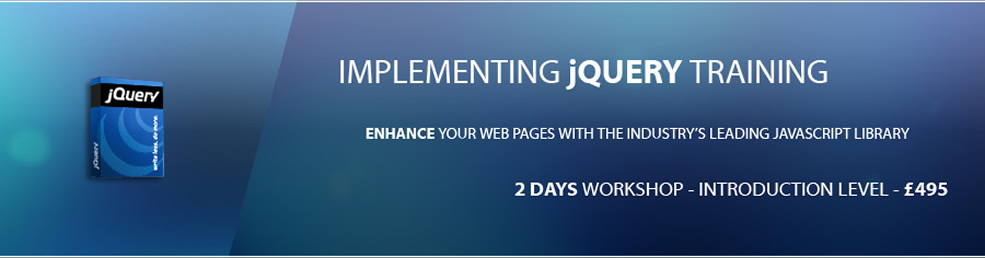 IMPLEMENTING jQUERY TRAINING
ENHANCE YOUR WEB PAGES WITH THE INDUSTRY'S LEADING JAVASCRIPT LIBRARY
2 DAYS WORKSHOP - INTRODUCTION LEVEL - £495
jQuery
jQuery
write less, do more.